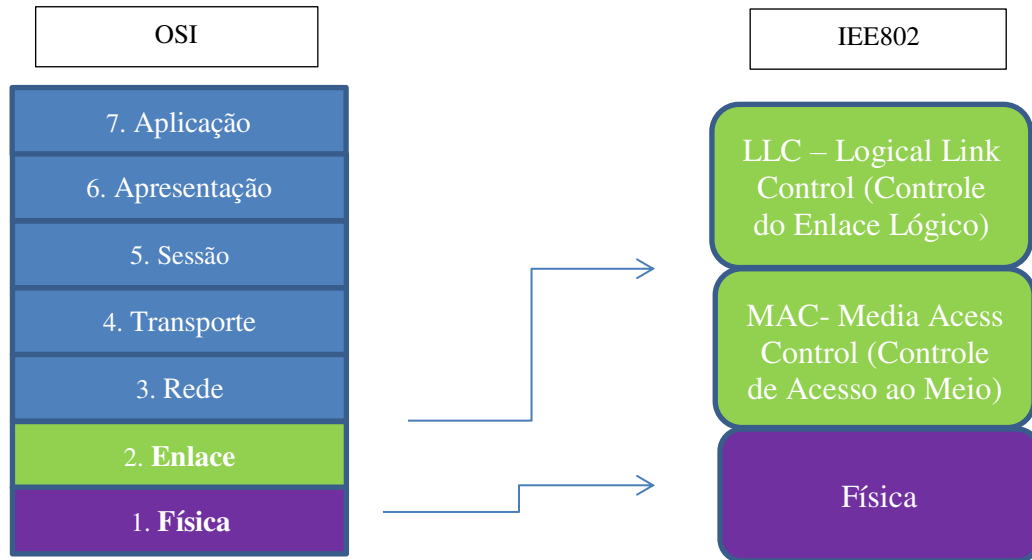 OSI
7. Aplicação
6. Apresentação
5. Sessão
4. Transporte
3. Rede
2. Enlace
1. Física
IEE802
LLC – Logical Link
Control (Controle
do Enlace Lógico)
MAC- Media Acess
Control (Controle
de Acesso ao Meio)
Física